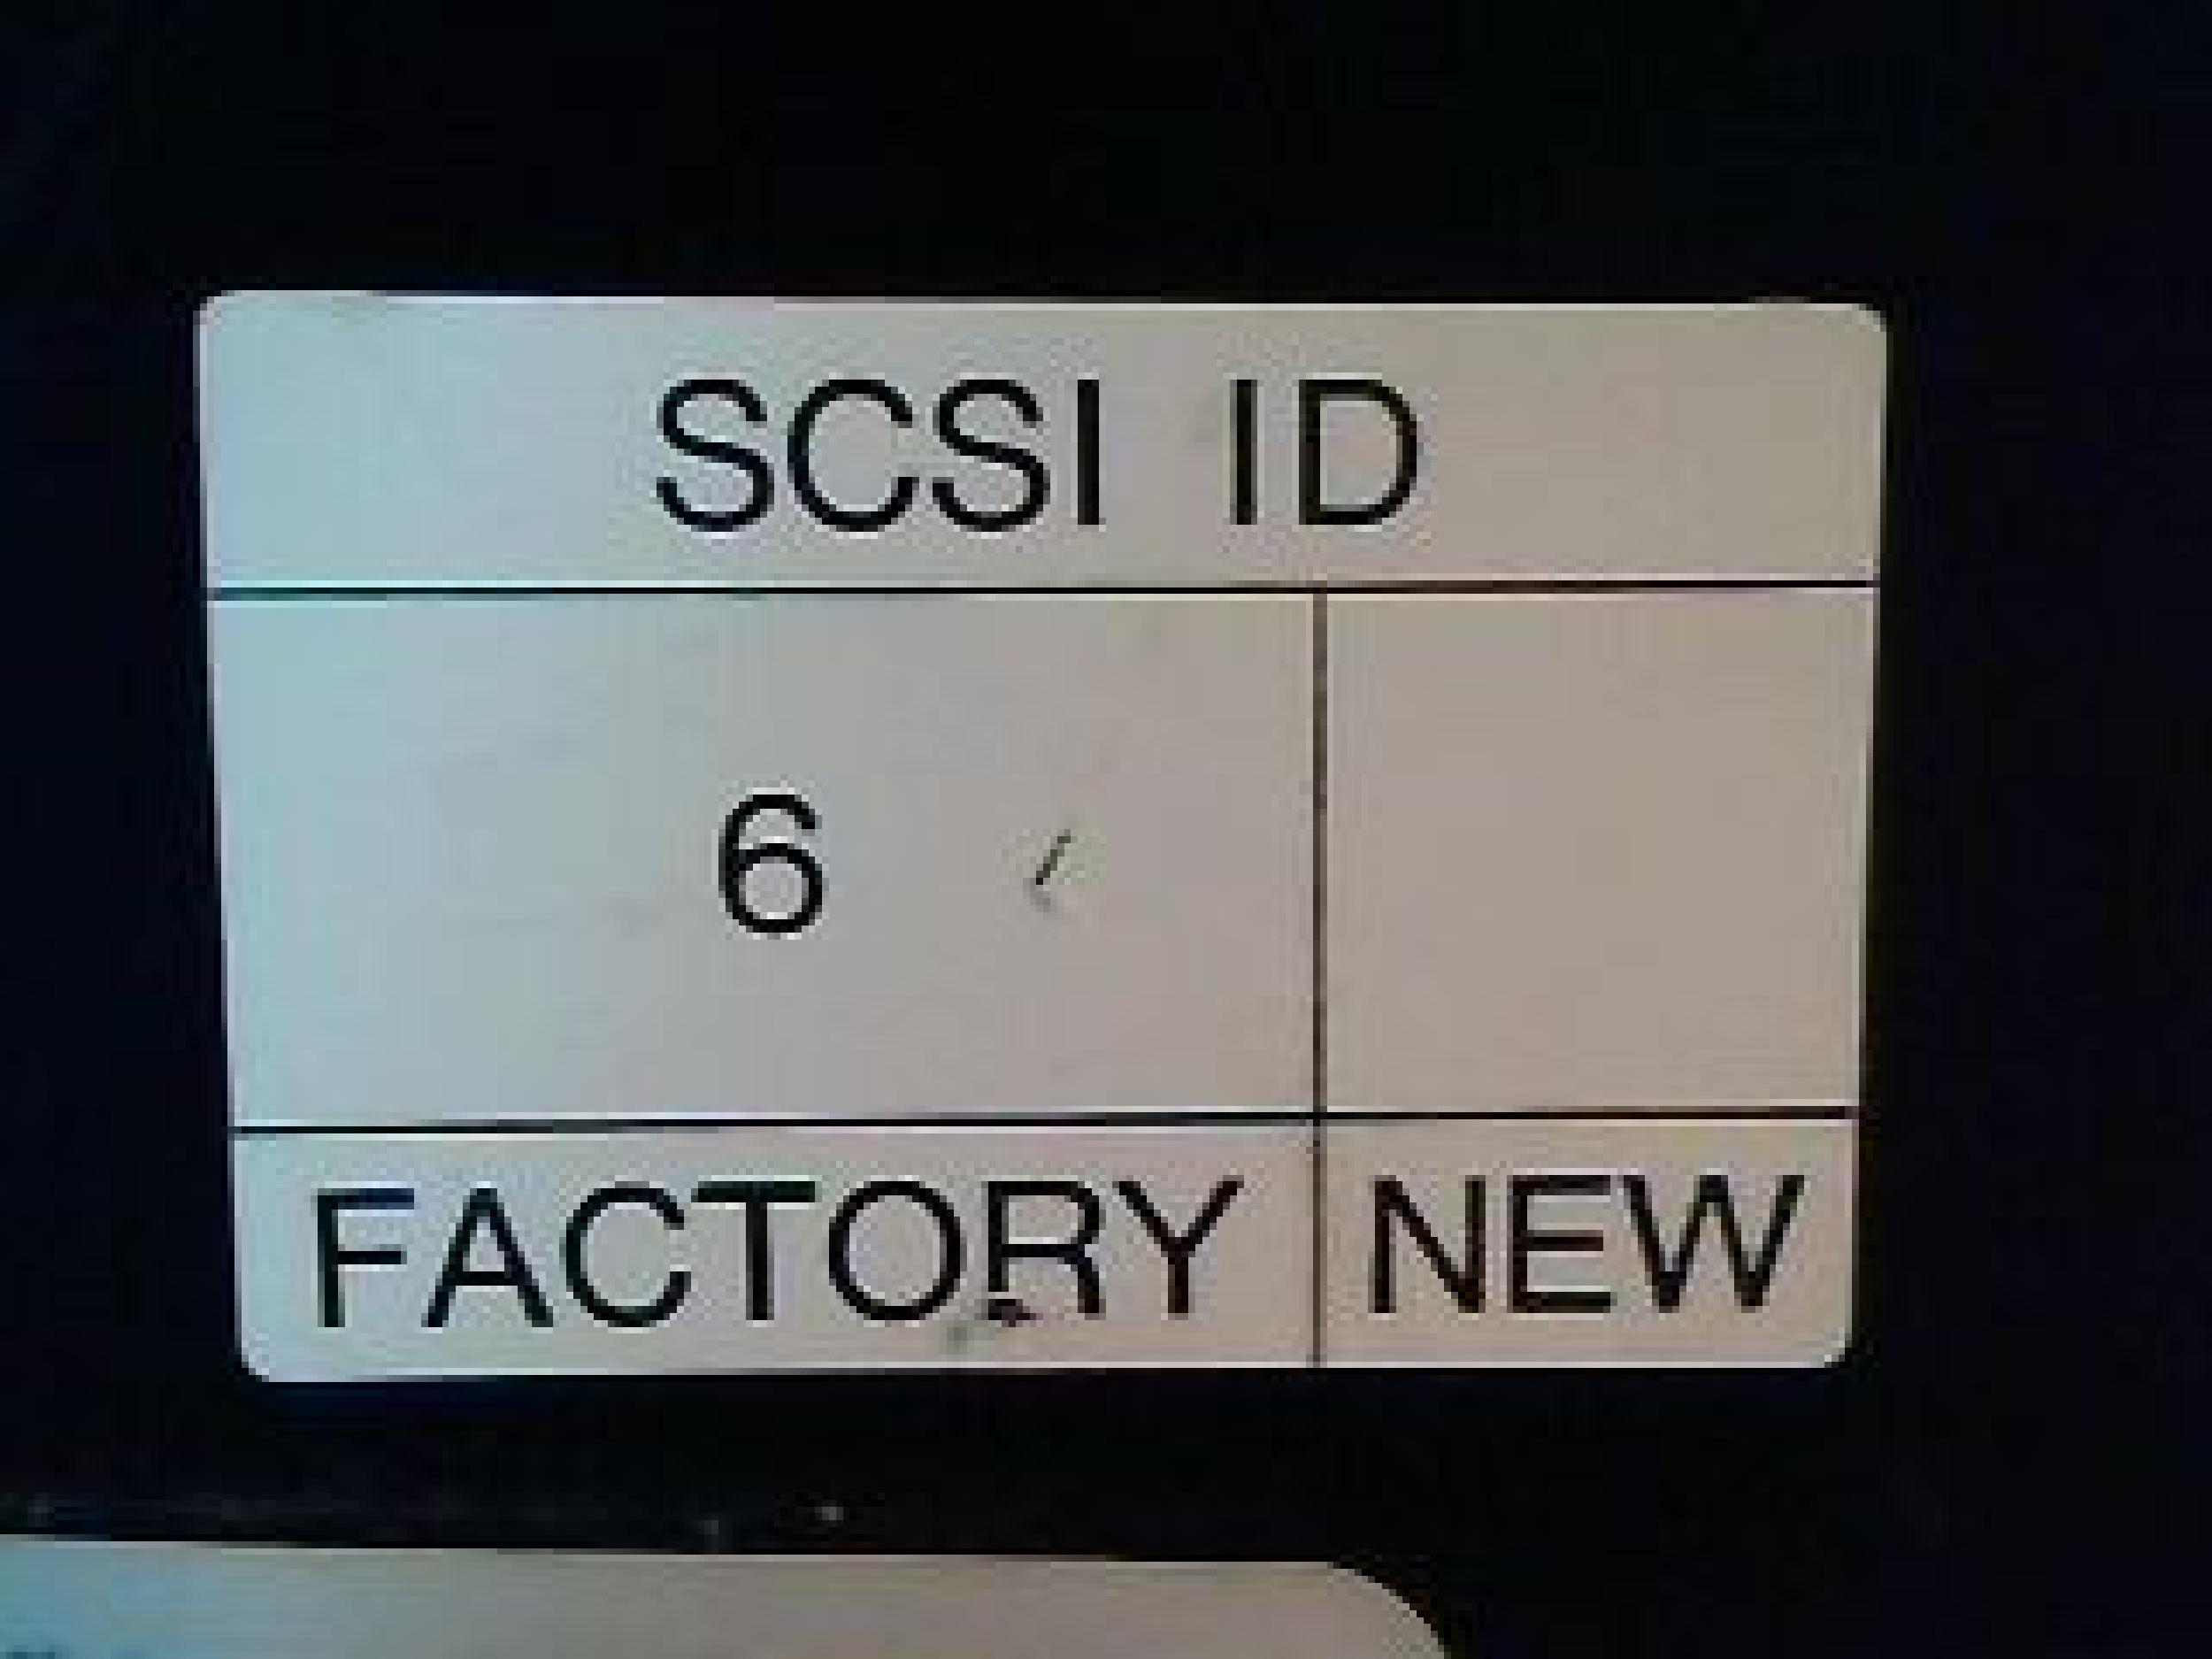 SCSI ID
6
FACTORY NEW